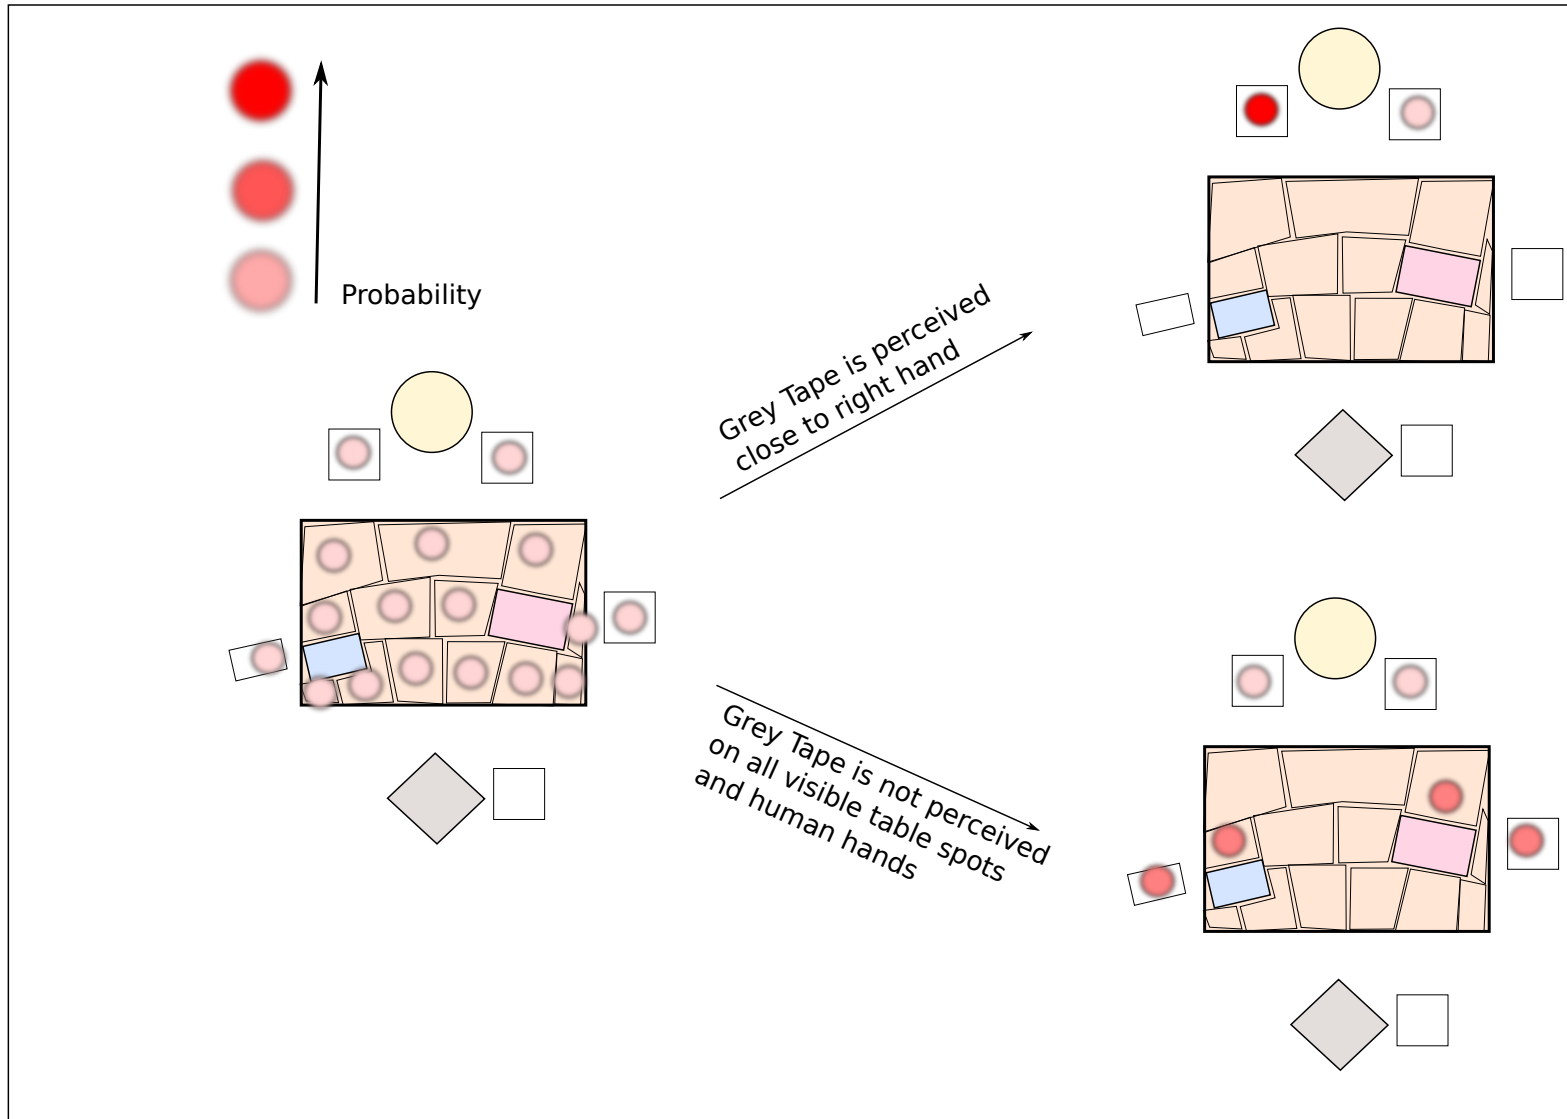 Probability
Grey Tape is perceived
close to right hand
Grey Tape is not perceived
on all visible table spots
and human hands